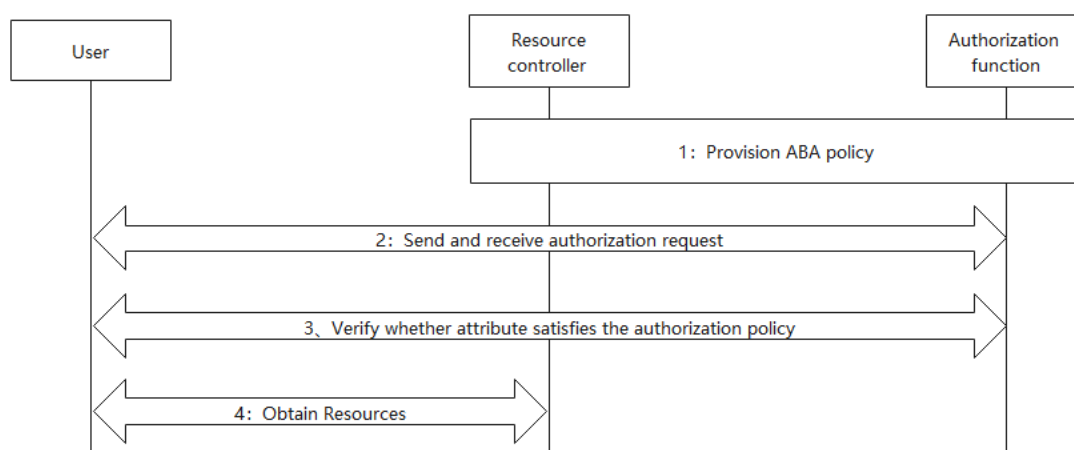 User
Resource
controller
Authorization
function
1：Provision ABA policy
2：Send and receive authorization request
3、Verify whether attribute satisfies the authorization policy
4：Obtain Resources